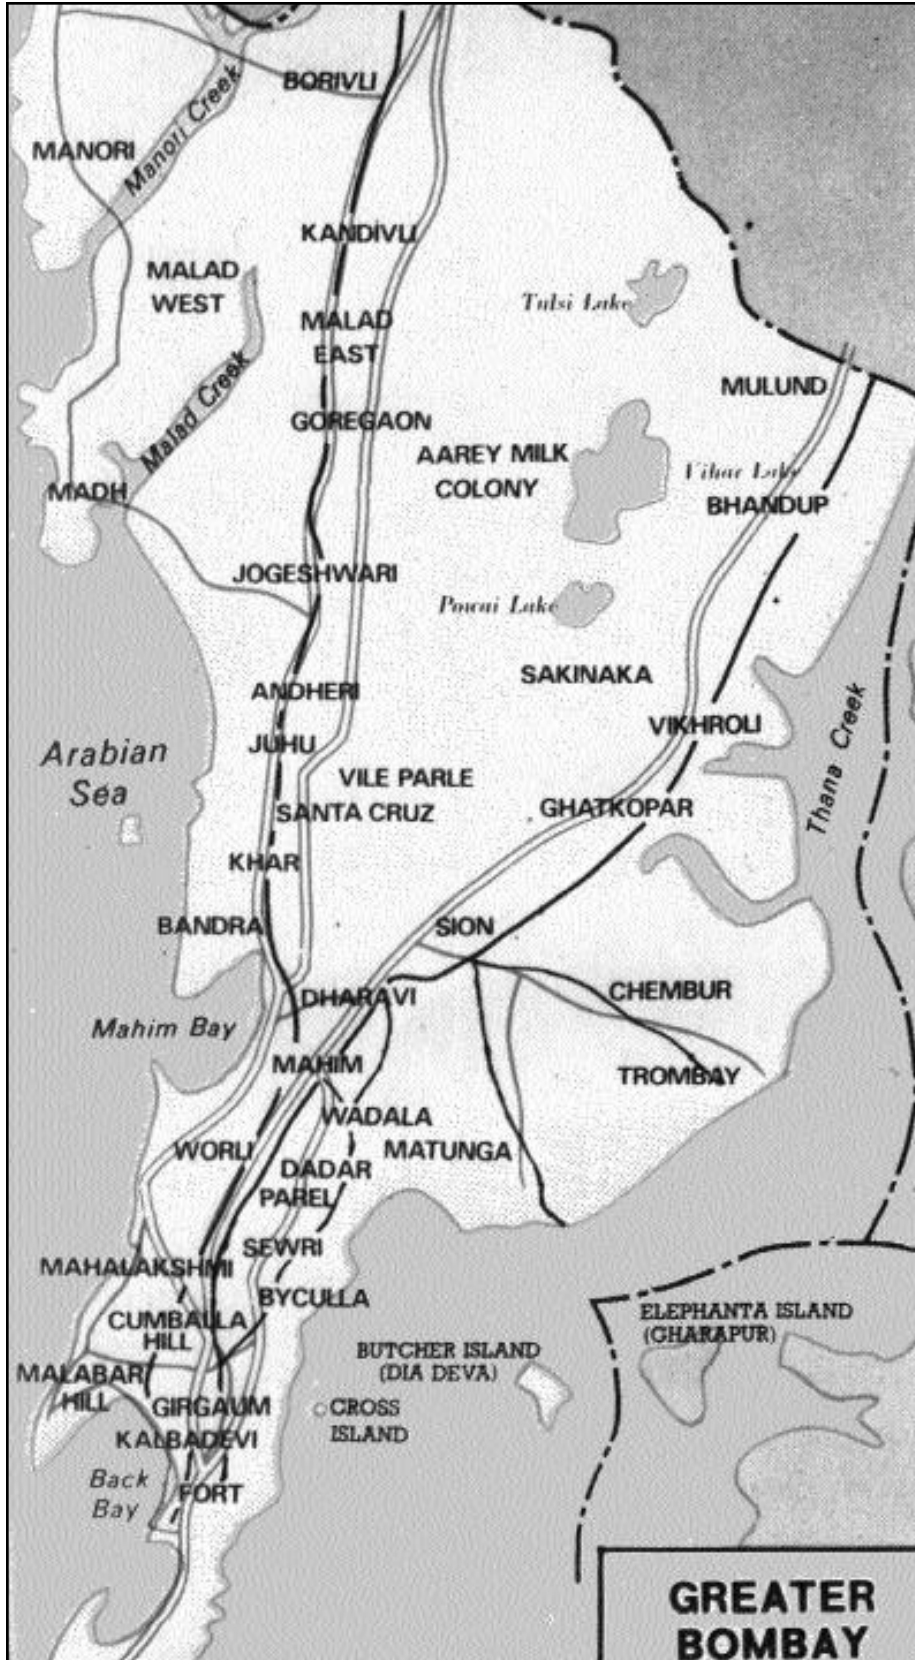 BORIVLI
MANORI
Manori Creek
KANDIVLI
MALAD
WEST
Tulsi Lake
MALAD
EAST
Malad Creek
MULUND
GOREGAON
AAREY MILK
COLONY
Vihar Lake
MADH
BHANDUP
JOGESHWARI
Powai Lake
SAKINAKA
ANDHERI
VIKHROLI
JUHU
Arabian
Sea
Thana Creek
VILE PARLE
SANTA CRUZ
GHATKOPAR
KHAR
BANDRA
SION
DHARAVI
CHEMBUR
Mahim Bay
MAHIM
TROMBAY
WADALA
WORLI
MATUNGA
DADAR
PAREL
SEWRI
MAHALAKSHMI
BYCULLA
CUMBALLA
HILL
ELEPHANTA ISLAND
(GHARAPUR)
BUTCHER ISLAND
(DIA DEVA)
MALABAR
HILL
GIRGAUM
CROSS
ISLAND
KALBADEVI
Back
Bay
FORT
GREATER
BOMBAY